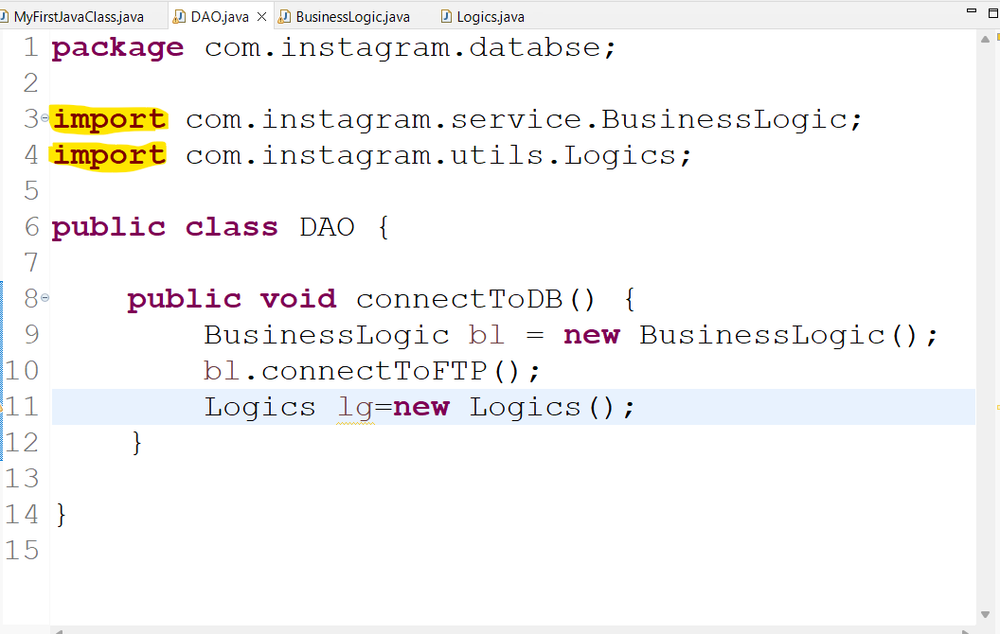 MyFirstJavaClass.java DAO.java BusinessLogic.java Logics.java
1 package com.instagram.databse;
2
3 import com.instagram.service.BusinessLogic;
4 import com.instagram.utils.Logics;
5
6 public class DAO {
7
8 public void connectToDB() {
9 BusinessLogic bl = new BusinessLogic();
10 bl.connectToFTP();
11 Logics lg=new Logics();
12 }
13
14 }
15